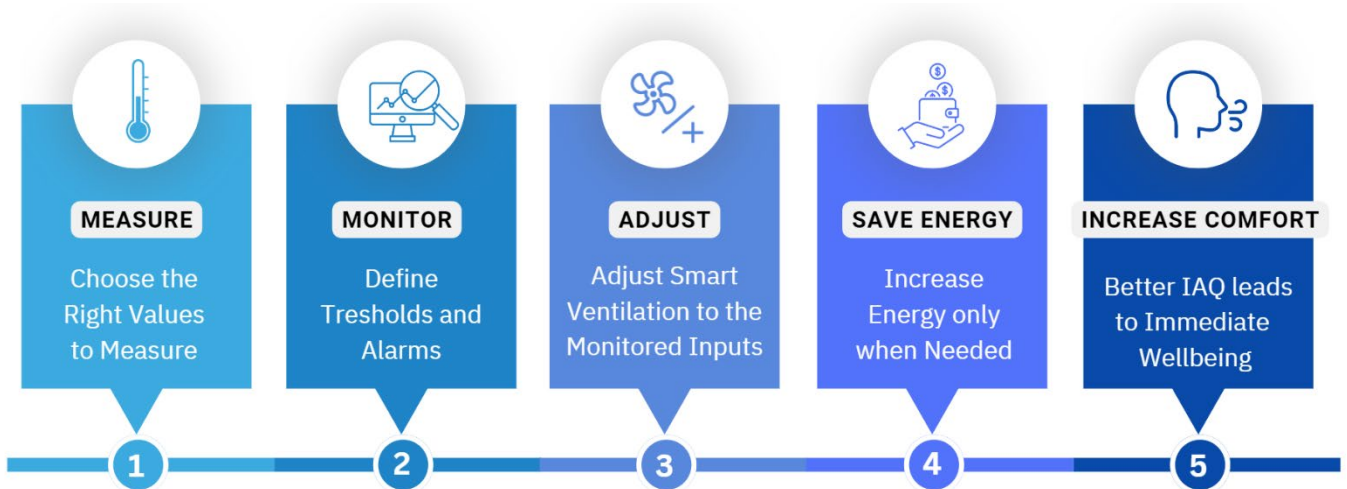 MEASURE
Choose the
Right Values
to Measure
1
MONITOR
Define
Tresholds and
Alarms
2
ADJUST
Adjust Smart
Ventilation to the
Monitored Inputs
3
SAVE ENERGY
Increase
Energy only
when Needed
4
INCREASE COMFORT
Better IAQ leads
to Immediate
Wellbeing
5